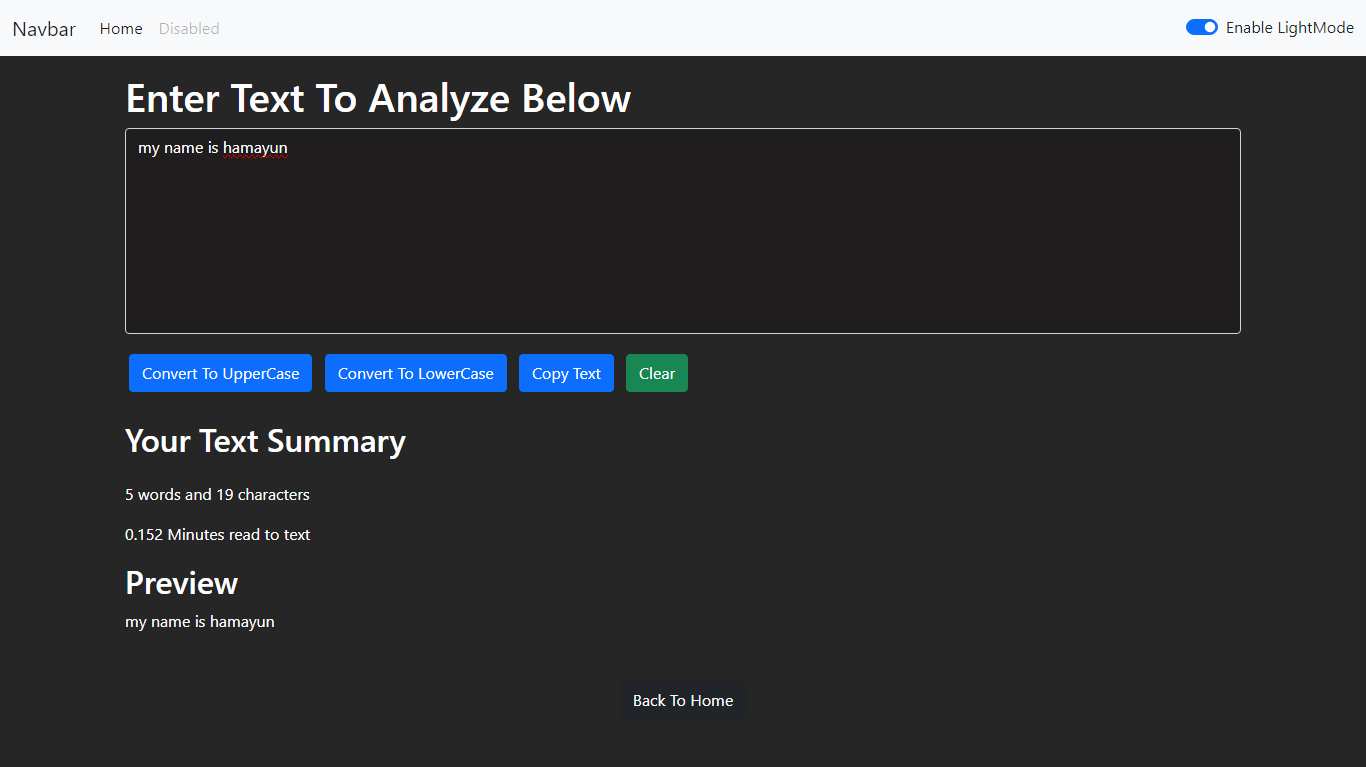 Navbar Home Disabled Enable LightMode
Enter Text To Analyze Below
my name is hamayun
Convert To UpperCase Convert To LowerCase Copy Text Clear
Your Text Summary
5 words and 19 characters
0.152 Minutes read to text
Preview
my name is hamayun
Back To Home